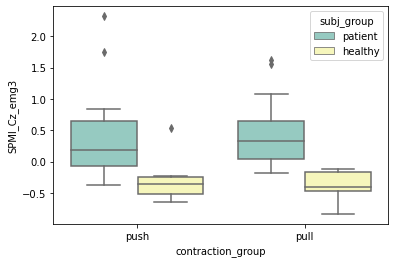 subj_group
patient
healthy
SPMI_Cz_emg3
2.0
1.5
1.0
0.5
0.0
−0.5
push
pull
contraction_group